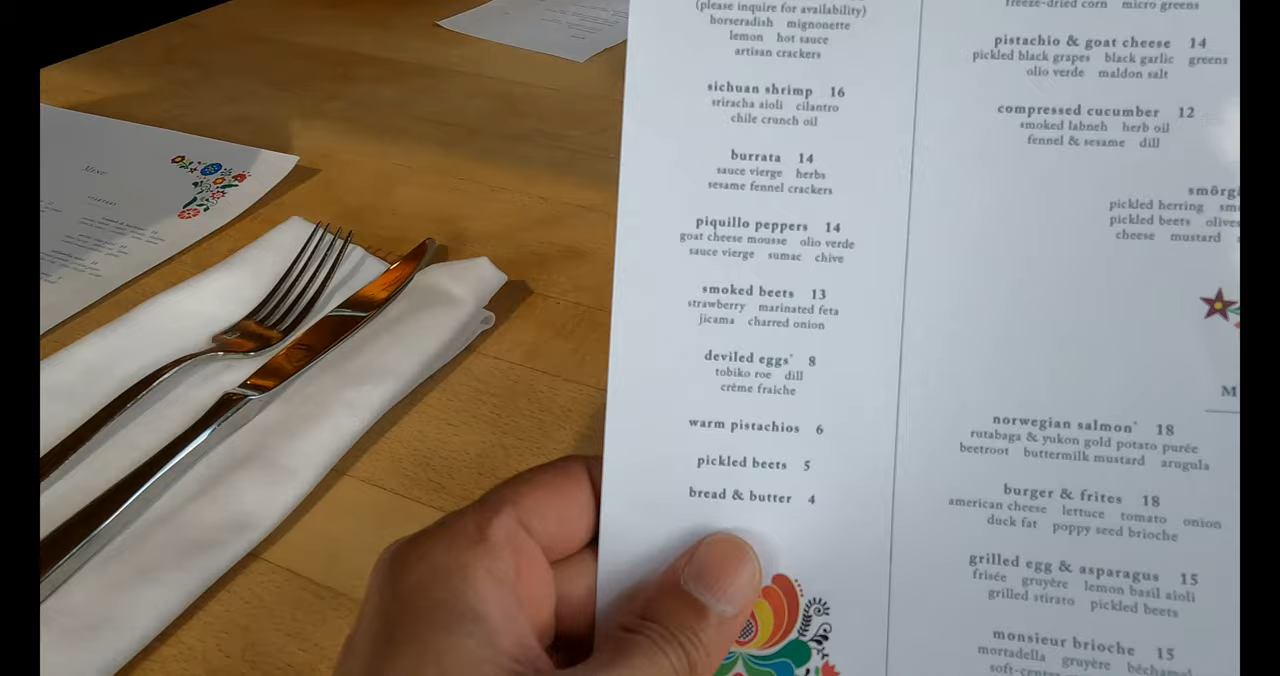 (please inquire for availability)
horseradish mignonette
lemon hot sauce
artisan crackers
sichuan shrimp 16
sriracha aioli cilantro
chile crunch oil
burrata 14
sauce vierge herbs
sesame fennel crackers
piquillo peppers 14
goat cheese mousse olio verde
sauce vierge sumac chive
smoked beets 13
strawberry marinated feta
jicama charred onion
deviled eggs* 8
tobiko roe dill
crème fraiche
warm pistachios 6
pickled beets 5
bread & butter 4
freeze-dried corn micro greens
pistachio & goat cheese 14
pickled black grapes black garlic greens
olio verde maldon salt
compressed cucumber 12
smoked labneh herb oil
fennel & sesame dill
smörg
pickled herring
pickled beets olives
cheese mustard
M
norwegian salmon* 18
rutabaga & yukon gold potato purée
beetroot buttermilk mustard arugula
burger & frites 18
american cheese lettuce tomato onion
duck fat poppy seed brioche
grilled egg & asparagus 15
frisée gruyère lemon basil aioli
grilled stirato pickled beets
monsieur brioche 15
mortadella gruyère béchamel